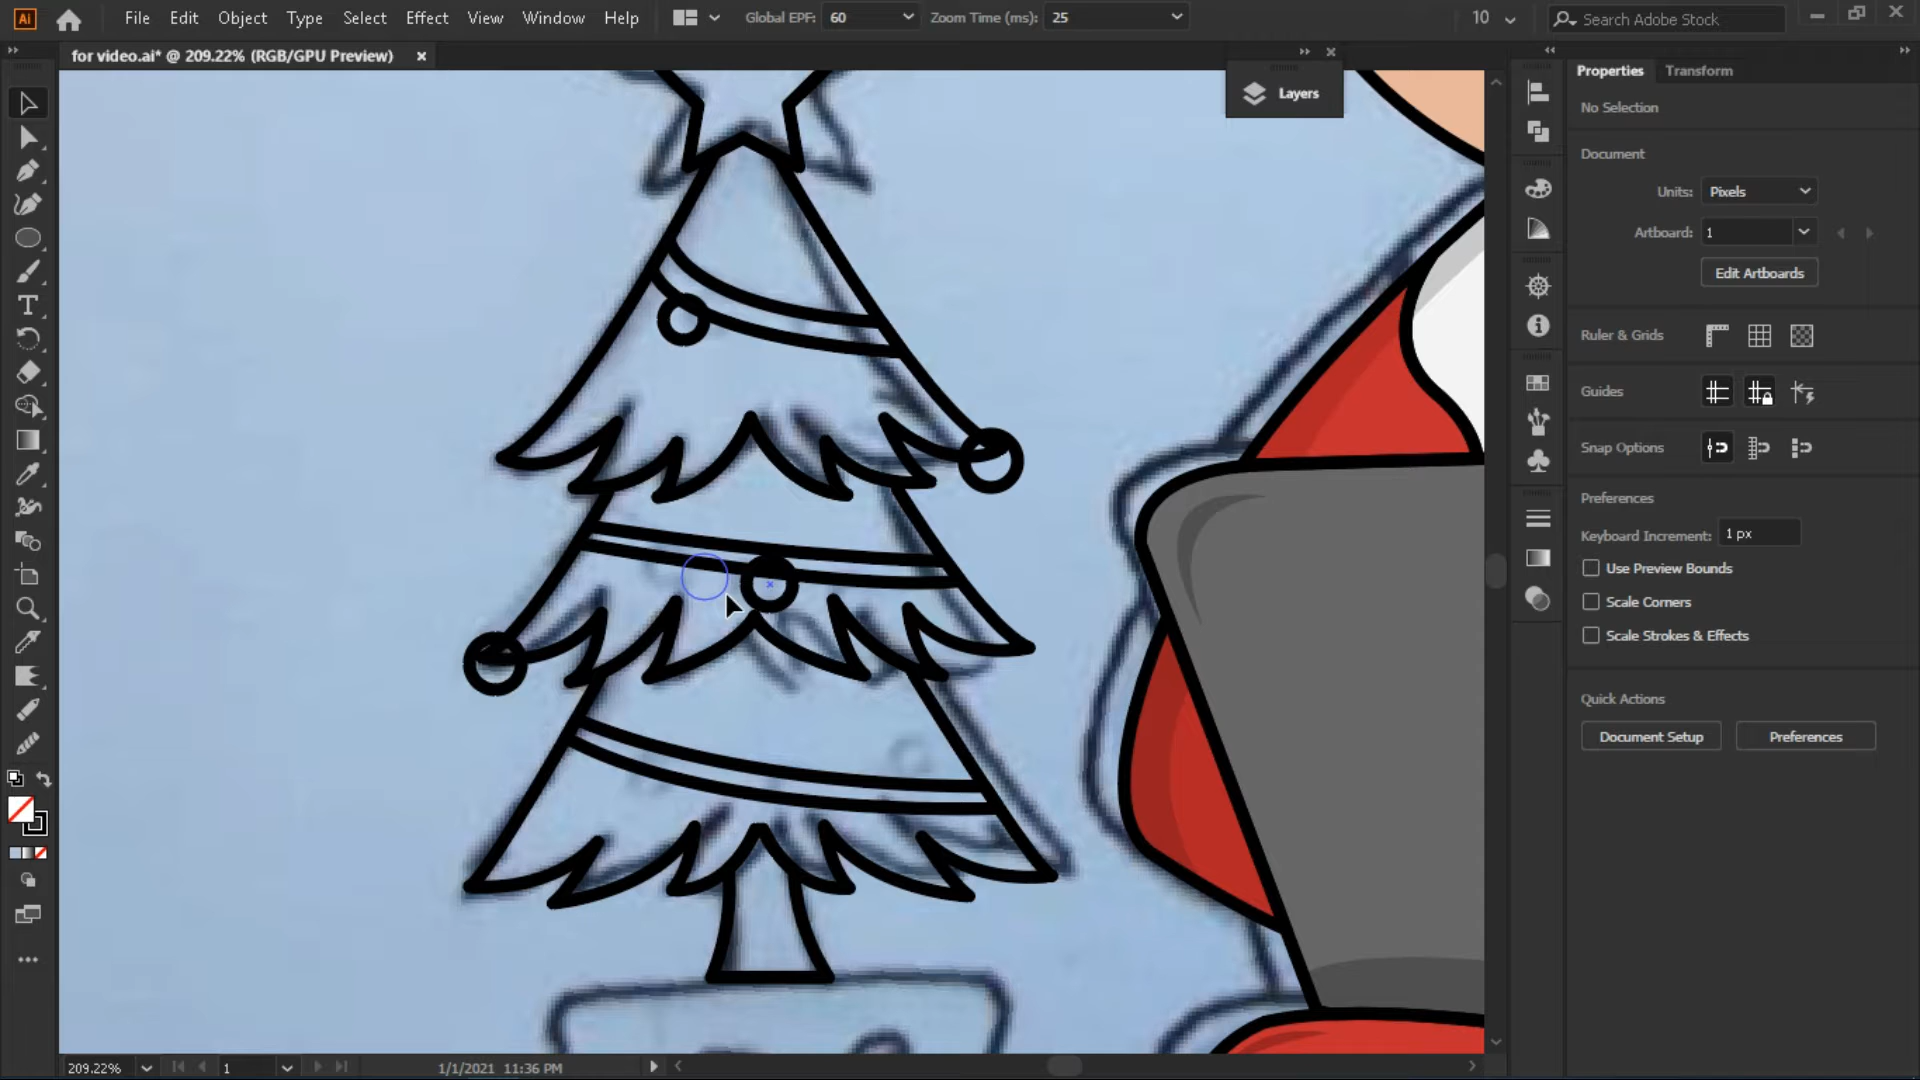 Ai File Edit Object Type Select Effect View Window Help Global EPF: 60 Zoom Time (ms): 25 10 Search Adobe Stock
for video.ai* @ 209.22% (RGB/GPU Preview)
Layers
Properties Transform
No Selection
Document
Units: Pixels
Artboard: 1
Edit Artboards
Ruler & Grids
Guides
Snap Options
Preferences
Keyboard Increment: 1 px
Use Preview Bounds
Scale Corners
Scale Strokes & Effects
Quick Actions
Document Setup Preferences
209.22% 1 1/1/2021 11:36 PM